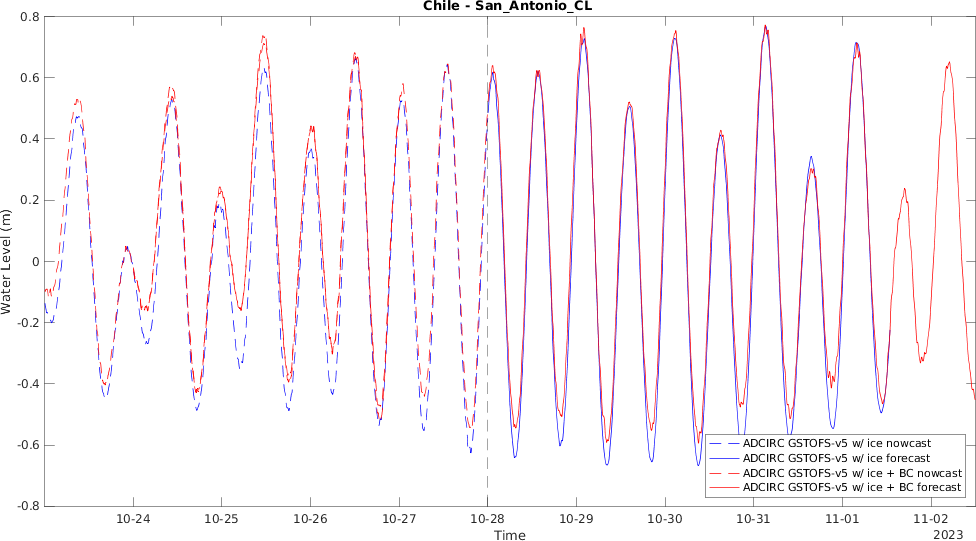 Chile - San_Antonio_CL
Water Level (m)
0.8
0.6
0.4
0.2
0
-0.2
-0.4
-0.6
-0.8
10-24
10-25
10-26
10-27
10-28
10-29
10-30
10-31
11-01
11-02
Time
2023
ADCIRC GSTOFS-v5 w/ ice nowcast
ADCIRC GSTOFS-v5 w/ ice forecast
ADCIRC GSTOFS-v5 w/ ice + BC nowcast
ADCIRC GSTOFS-v5 w/ ice + BC forecast